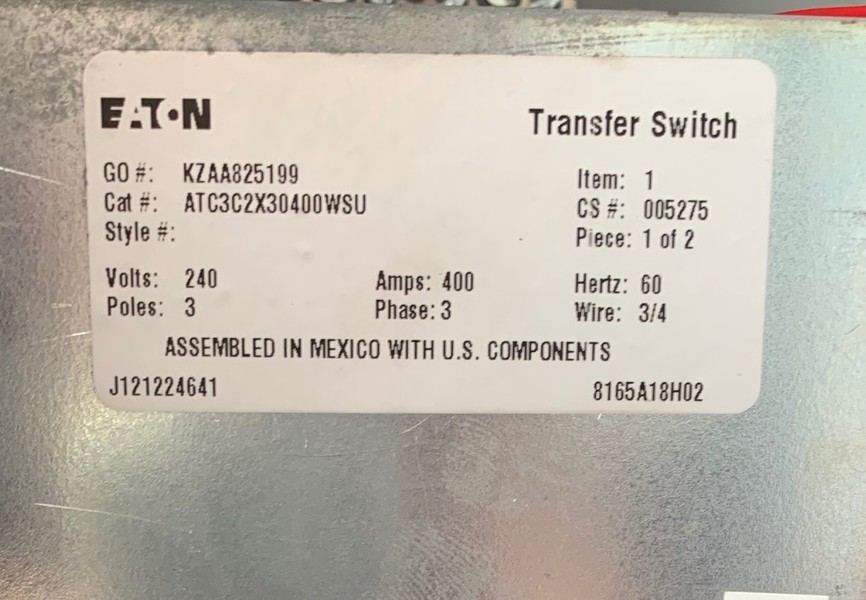 EATON
Transfer Switch
GO #: KZAA825199
Item: 1
Cat #: ATC3C2X30400WSU
CS #: 005275
Style #:
Piece: 1 of 2
Volts: 240 Amps: 400 Hertz: 60
Poles: 3 Phase: 3 Wire: 3/4
ASSEMBLED IN MEXICO WITH U.S. COMPONENTS
J121224641 8165A18H02